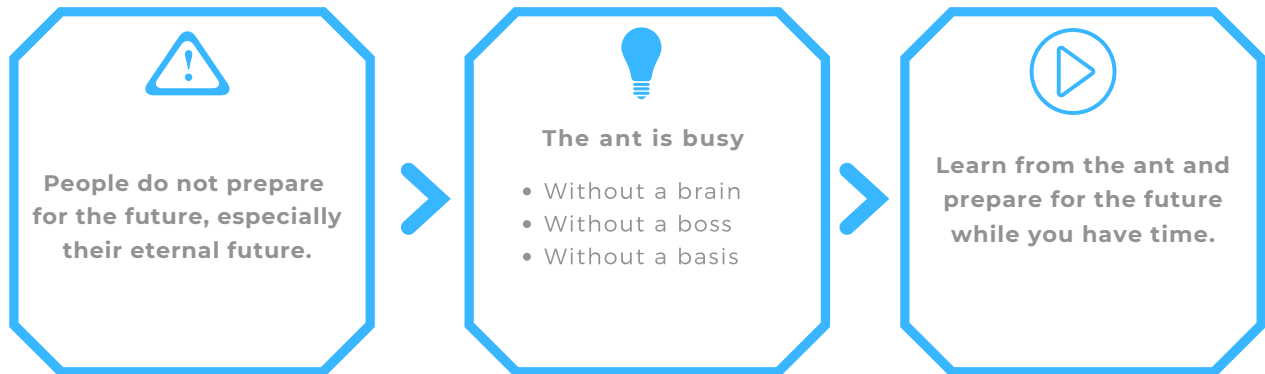 People do not prepare
for the future, especially
their eternal future.
The ant is busy
• Without a brain
• Without a boss
• Without a basis
Learn from the ant and
prepare for the future
while you have time.